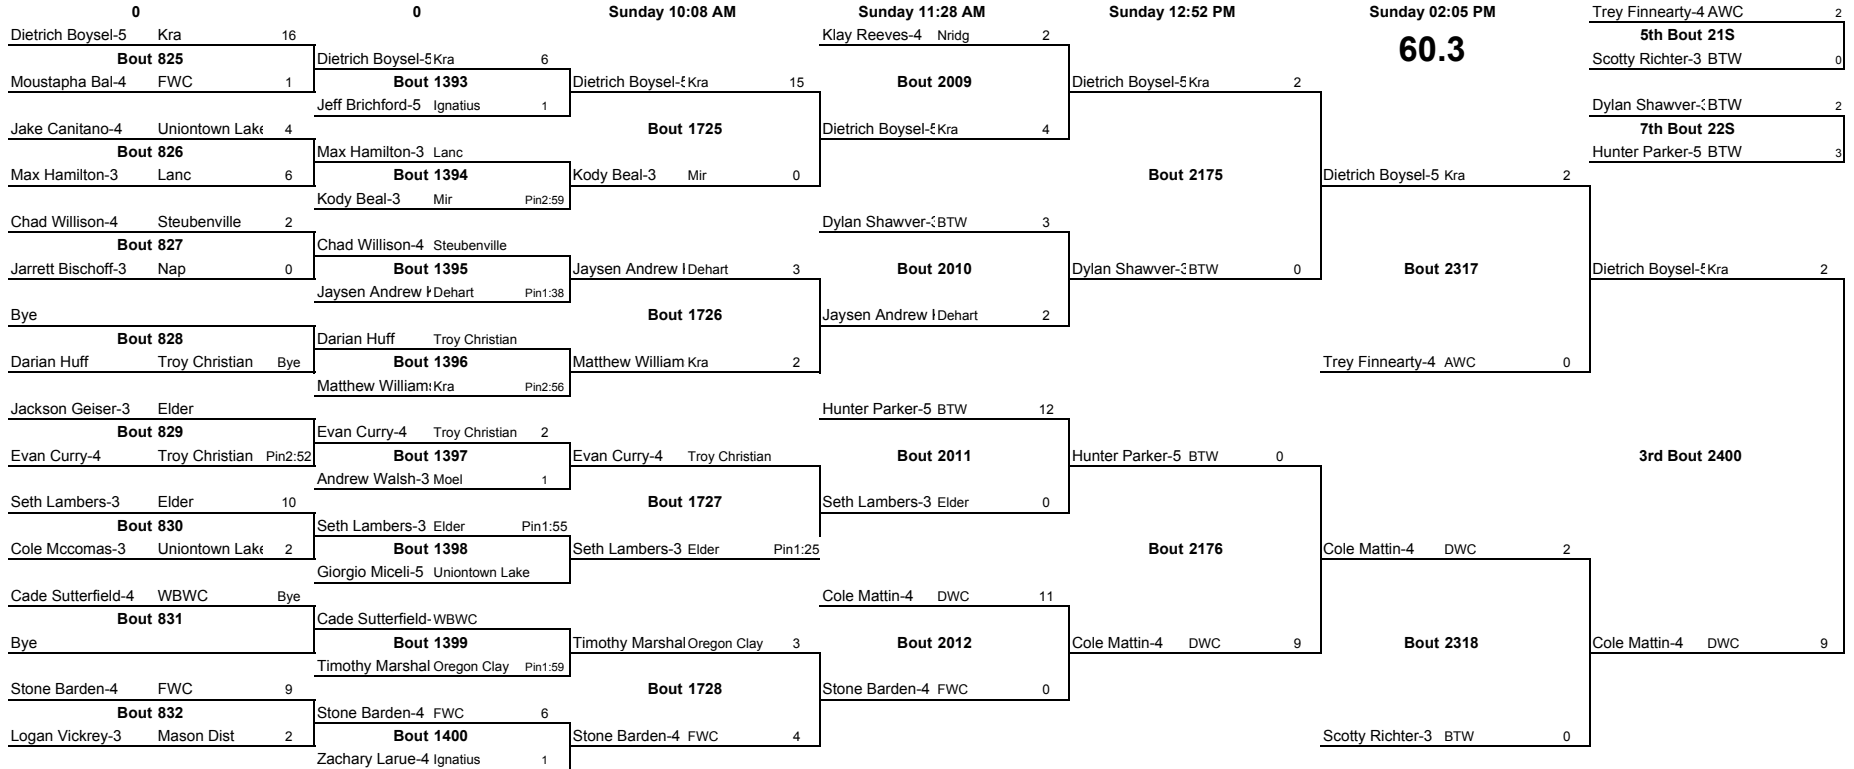 0 0 Sunday 10:08 AM Sunday 11:28 AM Sunday 12:52 PM Sunday 02:05 PM Trey Finnearty-4 AWC 2
Dietrich Boysel-5 Kra 16 Klay Reeves-4 Nridg 2 60.3 5th Bout 21S
Bout 825 Dietrich Boysel-5 Kra 6 Scotty Richter-3 BTW 0
Moustapha Bal-4 FWC 1 Bout 1393 Dietrich Boysel-5 Kra 15 Bout 2009 Dietrich Boysel-5 Kra 2
Jeff Brichford-5 Ignatius 1 Dylan Shawver-3 BTW 2
Jake Canitano-4 Uniontown Lake 4 Bout 1725 Dietrich Boysel-5 Kra 4 7th Bout 22S
Bout 826 Max Hamilton-3 Lanc Hunter Parker-5 BTW 3
Max Hamilton-3 Lanc 6 Bout 1394 Kody Beal-3 Mir 0 Bout 2175 Dietrich Boysel-5 Kra 2
Kody Beal-3 Mir Pin2:59
Chad Willison-4 Steubenville 2 Dylan Shawver-3 BTW 3
Bout 827 Chad Willison-4 Steubenville
Jarrett Bischoff-3 Nap 0 Bout 1395 Jaysen Andrew Dehart 3 Bout 2010 Dylan Shawver-3 BTW 0 Bout 2317 Dietrich Boysel-5 Kra 2
Jaysen Andrew Dehart Pin1:38
Bye Bout 1726 Jaysen Andrew Dehart 2
Bout 828 Darian Huff Troy Christian
Darian Huff Troy Christian Bye Bout 1396 Matthew William Kra 2 Trey Finnearty-4 AWC 0
Matthew Williams Kra Pin2:56
Jackson Geiser-3 Elder Hunter Parker-5 BTW 12
Bout 829 Evan Curry-4 Troy Christian 2
Evan Curry-4 Troy Christian Pin2:52 Bout 1397 Evan Curry-4 Troy Christian Bout 2011 Hunter Parker-5 BTW 0 3rd Bout 2400
Andrew Walsh-3 Moel 1
Seth Lambers-3 Elder 10 Bout 1727 Seth Lambers-3 Elder 0
Bout 830 Seth Lambers-3 Elder Pin1:55
Cole Mccomas-3 Uniontown Lake 2 Bout 1398 Seth Lambers-3 Elder Pin1:25 Bout 2176 Cole Mattin-4 DWC 2
Giorgio Miceli-5 Uniontown Lake
Cade Sutterfield-4 WBWC Bye Cole Mattin-4 DWC 11
Bout 831 Cade Sutterfield- WBWC
Bye Bout 1399 Timothy Marshal Oregon Clay 3 Bout 2012 Cole Mattin-4 DWC 9 Bout 2318 Cole Mattin-4 DWC 9
Timothy Marshal Oregon Clay Pin1:59
Stone Barden-4 FWC 9 Bout 1728 Stone Barden-4 FWC 0
Bout 832 Stone Barden-4 FWC 6
Logan Vickrey-3 Mason Dist 2 Bout 1400 Stone Barden-4 FWC 4 Scotty Richter-3 BTW 0
Zachary Larue-4 Ignatius 1